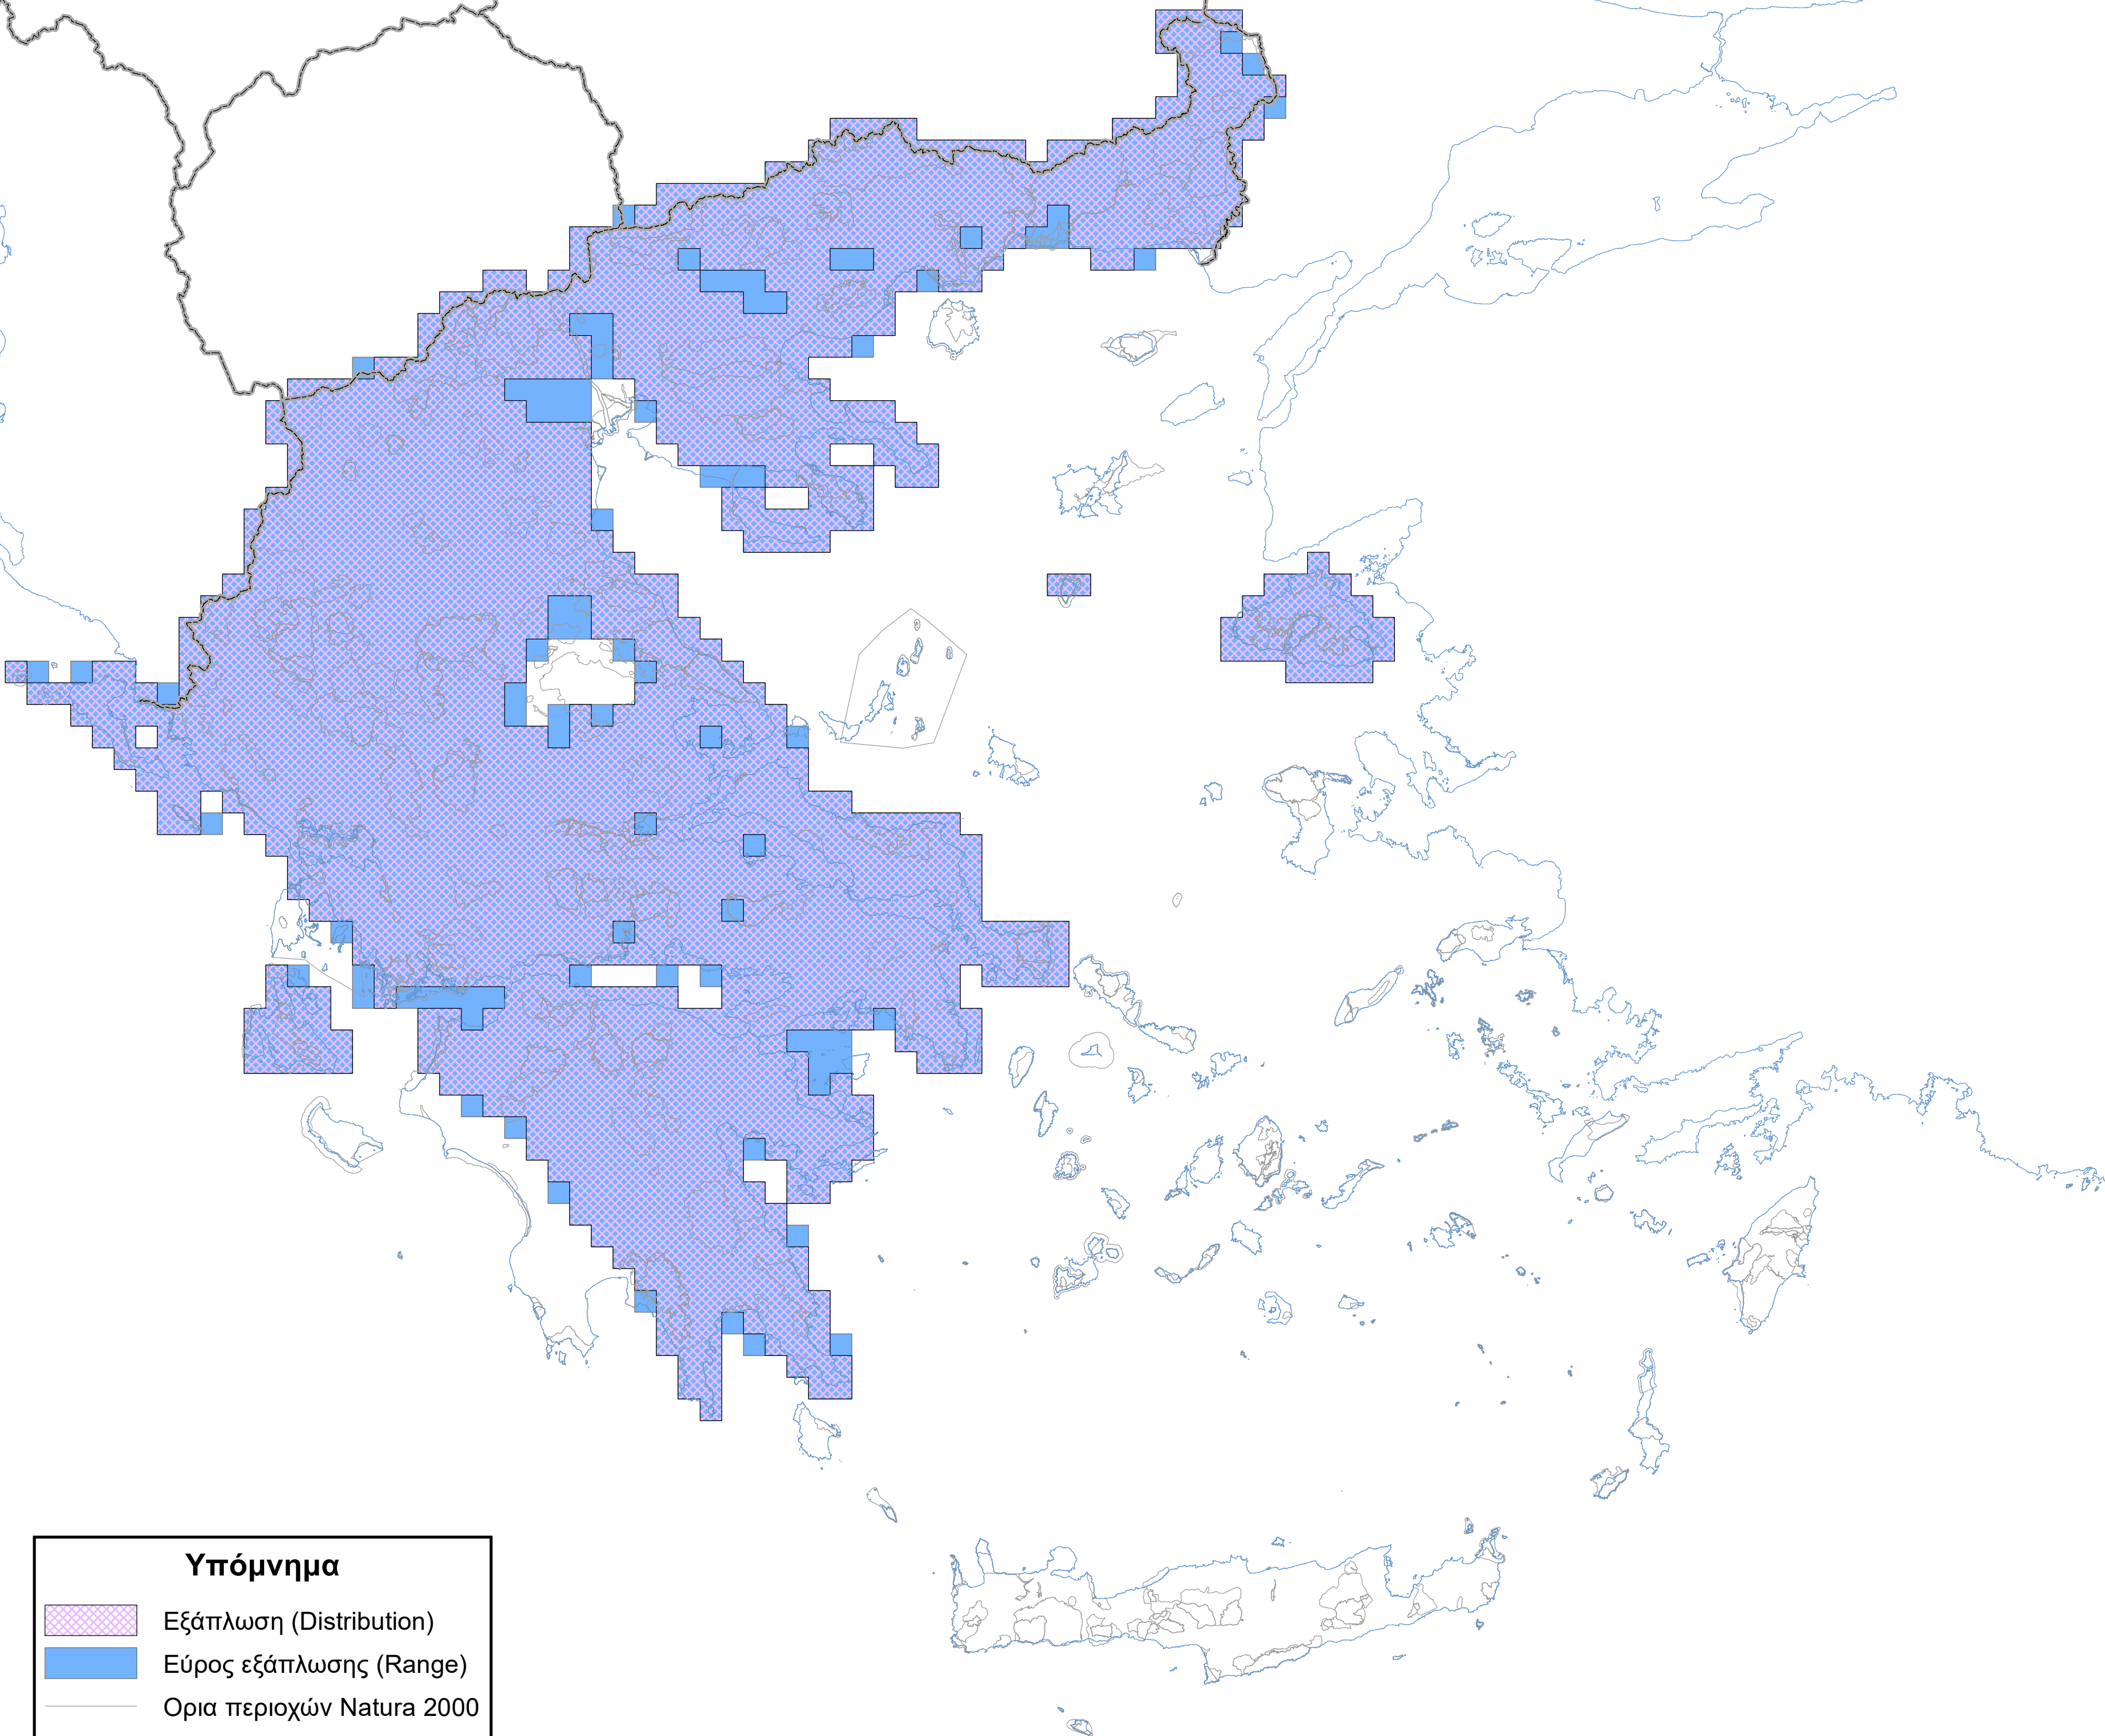 Υπόμνημα
Εξάπλωση (Distribution)
Εύρος εξάπλωσης (Range)
Ορια περιοχών Natura 2000